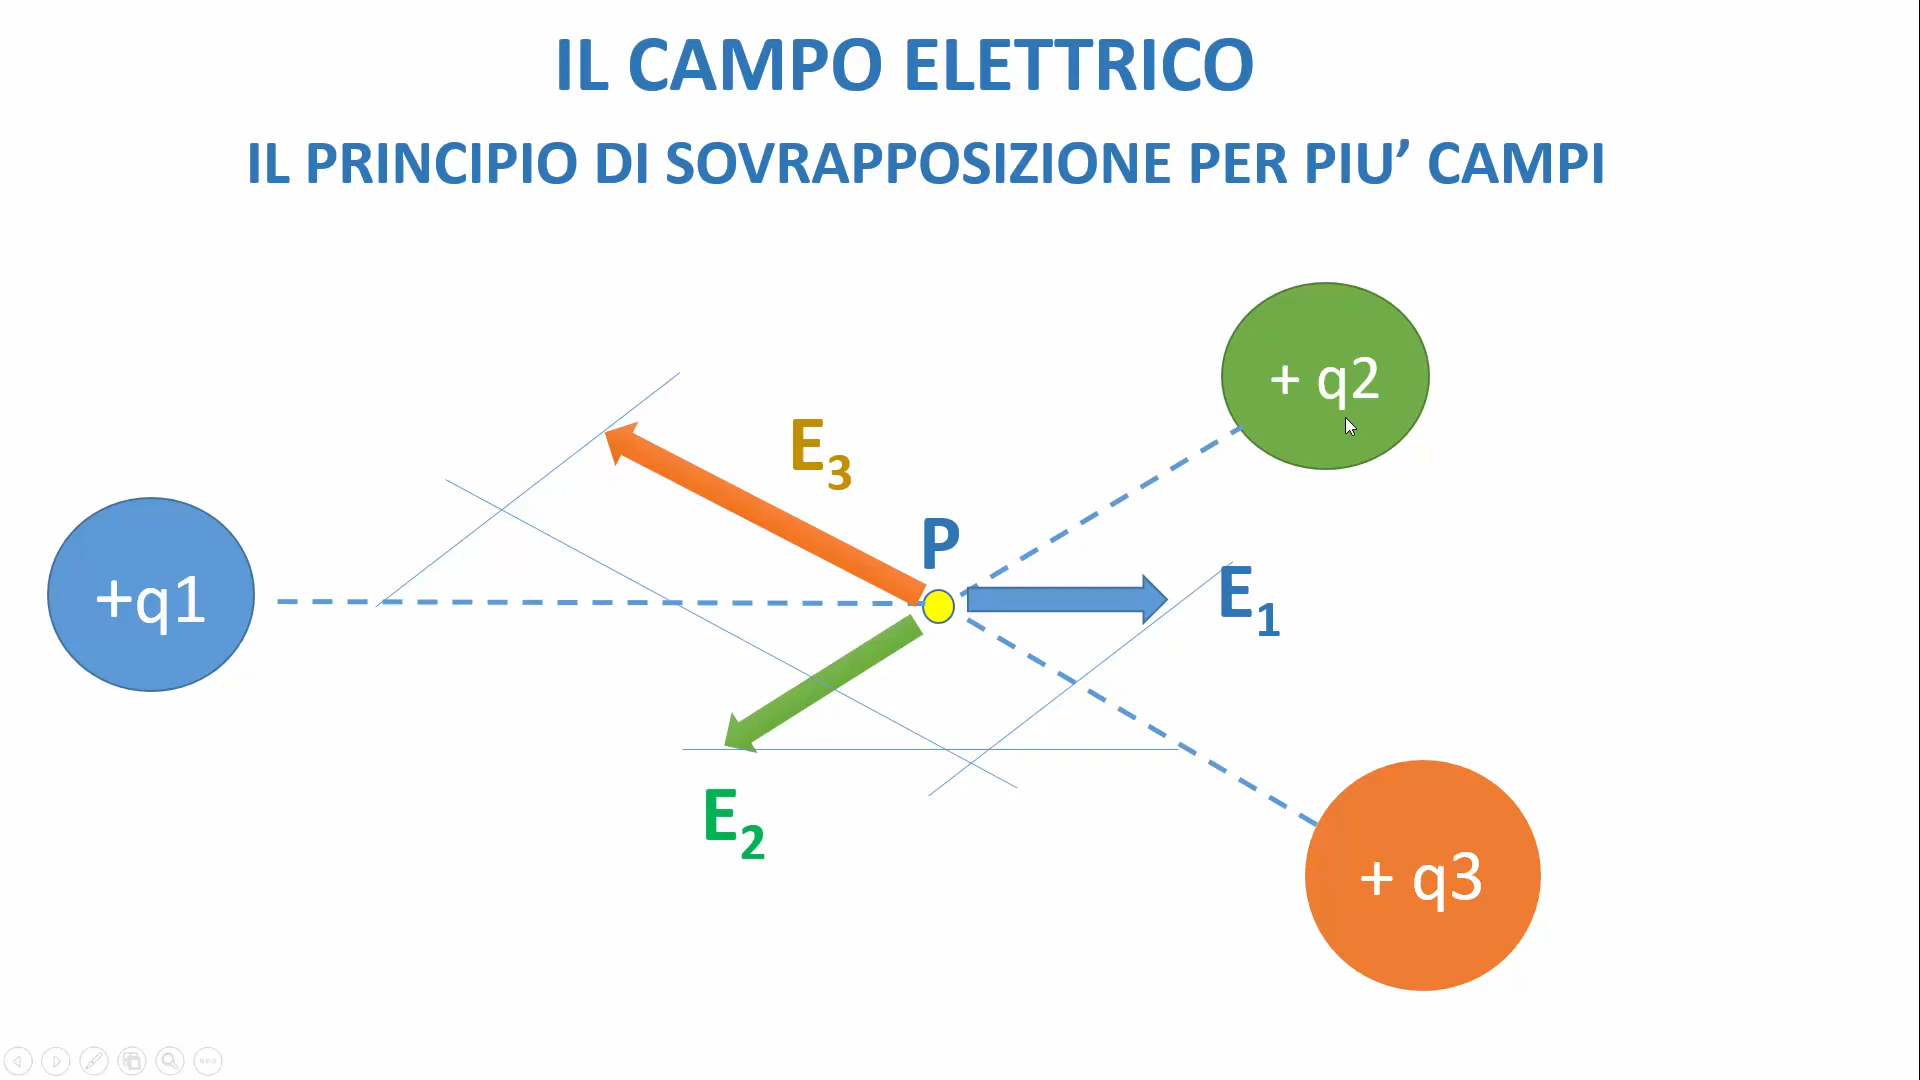 IL CAMPO ELETTRICO
IL PRINCIPIO DI SOVRAPPOSIZIONE PER PIU’ CAMPI
+ q2
E3
P
+q1
E1
E2
+ q3